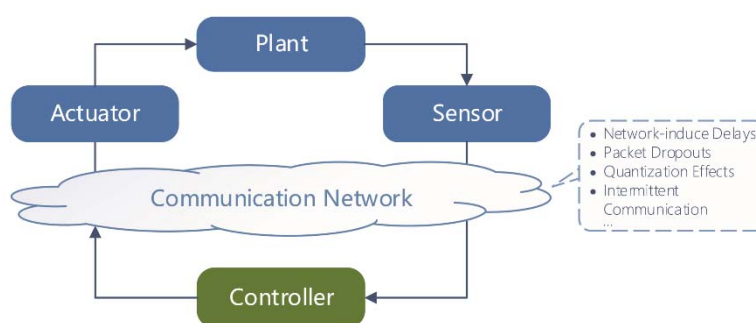 Plant
Actuator
Sensor
Communication Network
Controller
• Network-induce Delays
• Packet Dropouts
• Quantization Effects
• Intermittent
Communication
...